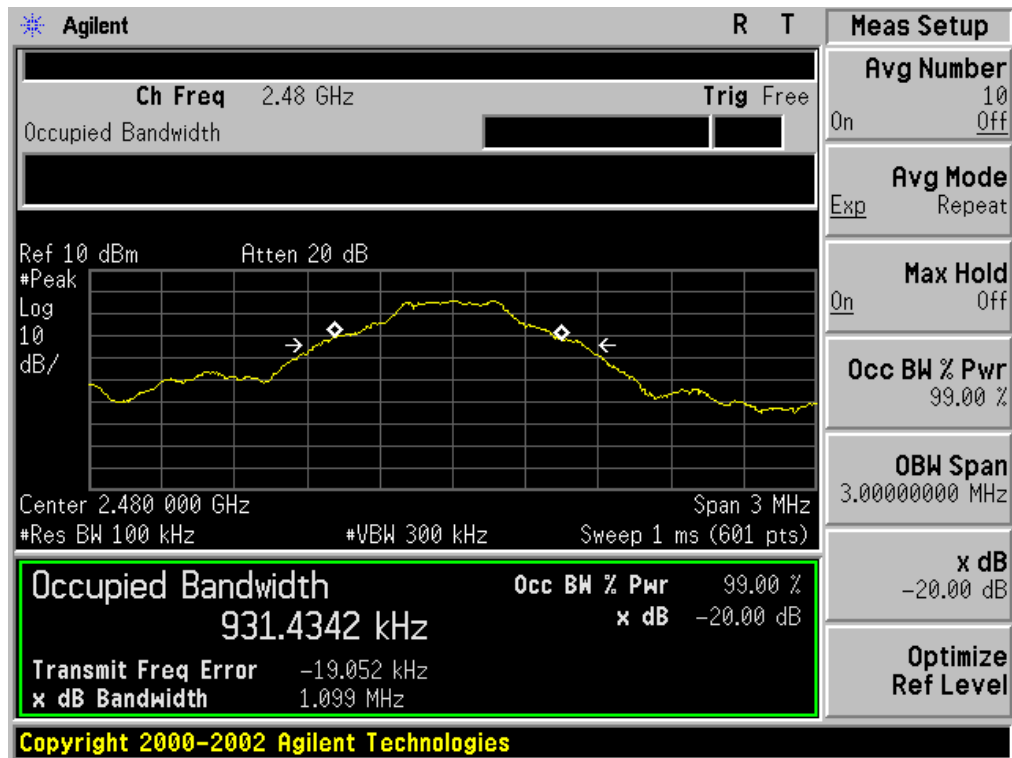 Agilent R T
Ch Freq 2.48 GHz Trig Free
Occupied Bandwidth
Ref 10 dBm Atten 20 dB
#Peak
Log
10
dB/
Center 2.480 000 GHz Span 3 MHz
#Res BW 100 kHz #VBW 300 kHz Sweep 1 ms (601 pts)
Occupied Bandwidth
931.4342 kHz
Occ BW % Pwr 99.00 %
x dB -20.00 dB
Transmit Freq Error -19.052 kHz
x dB Bandwidth 1.099 MHz
Copyright 2000-2002 Agilent Technologies
Meas Setup
Avg Number
10
On Off
Avg Mode
Exp Repeat
Max Hold
On Off
Occ BW % Pwr
99.00 %
OBW Span
3.00000000 MHz
x dB
-20.00 dB
Optimize
Ref Level